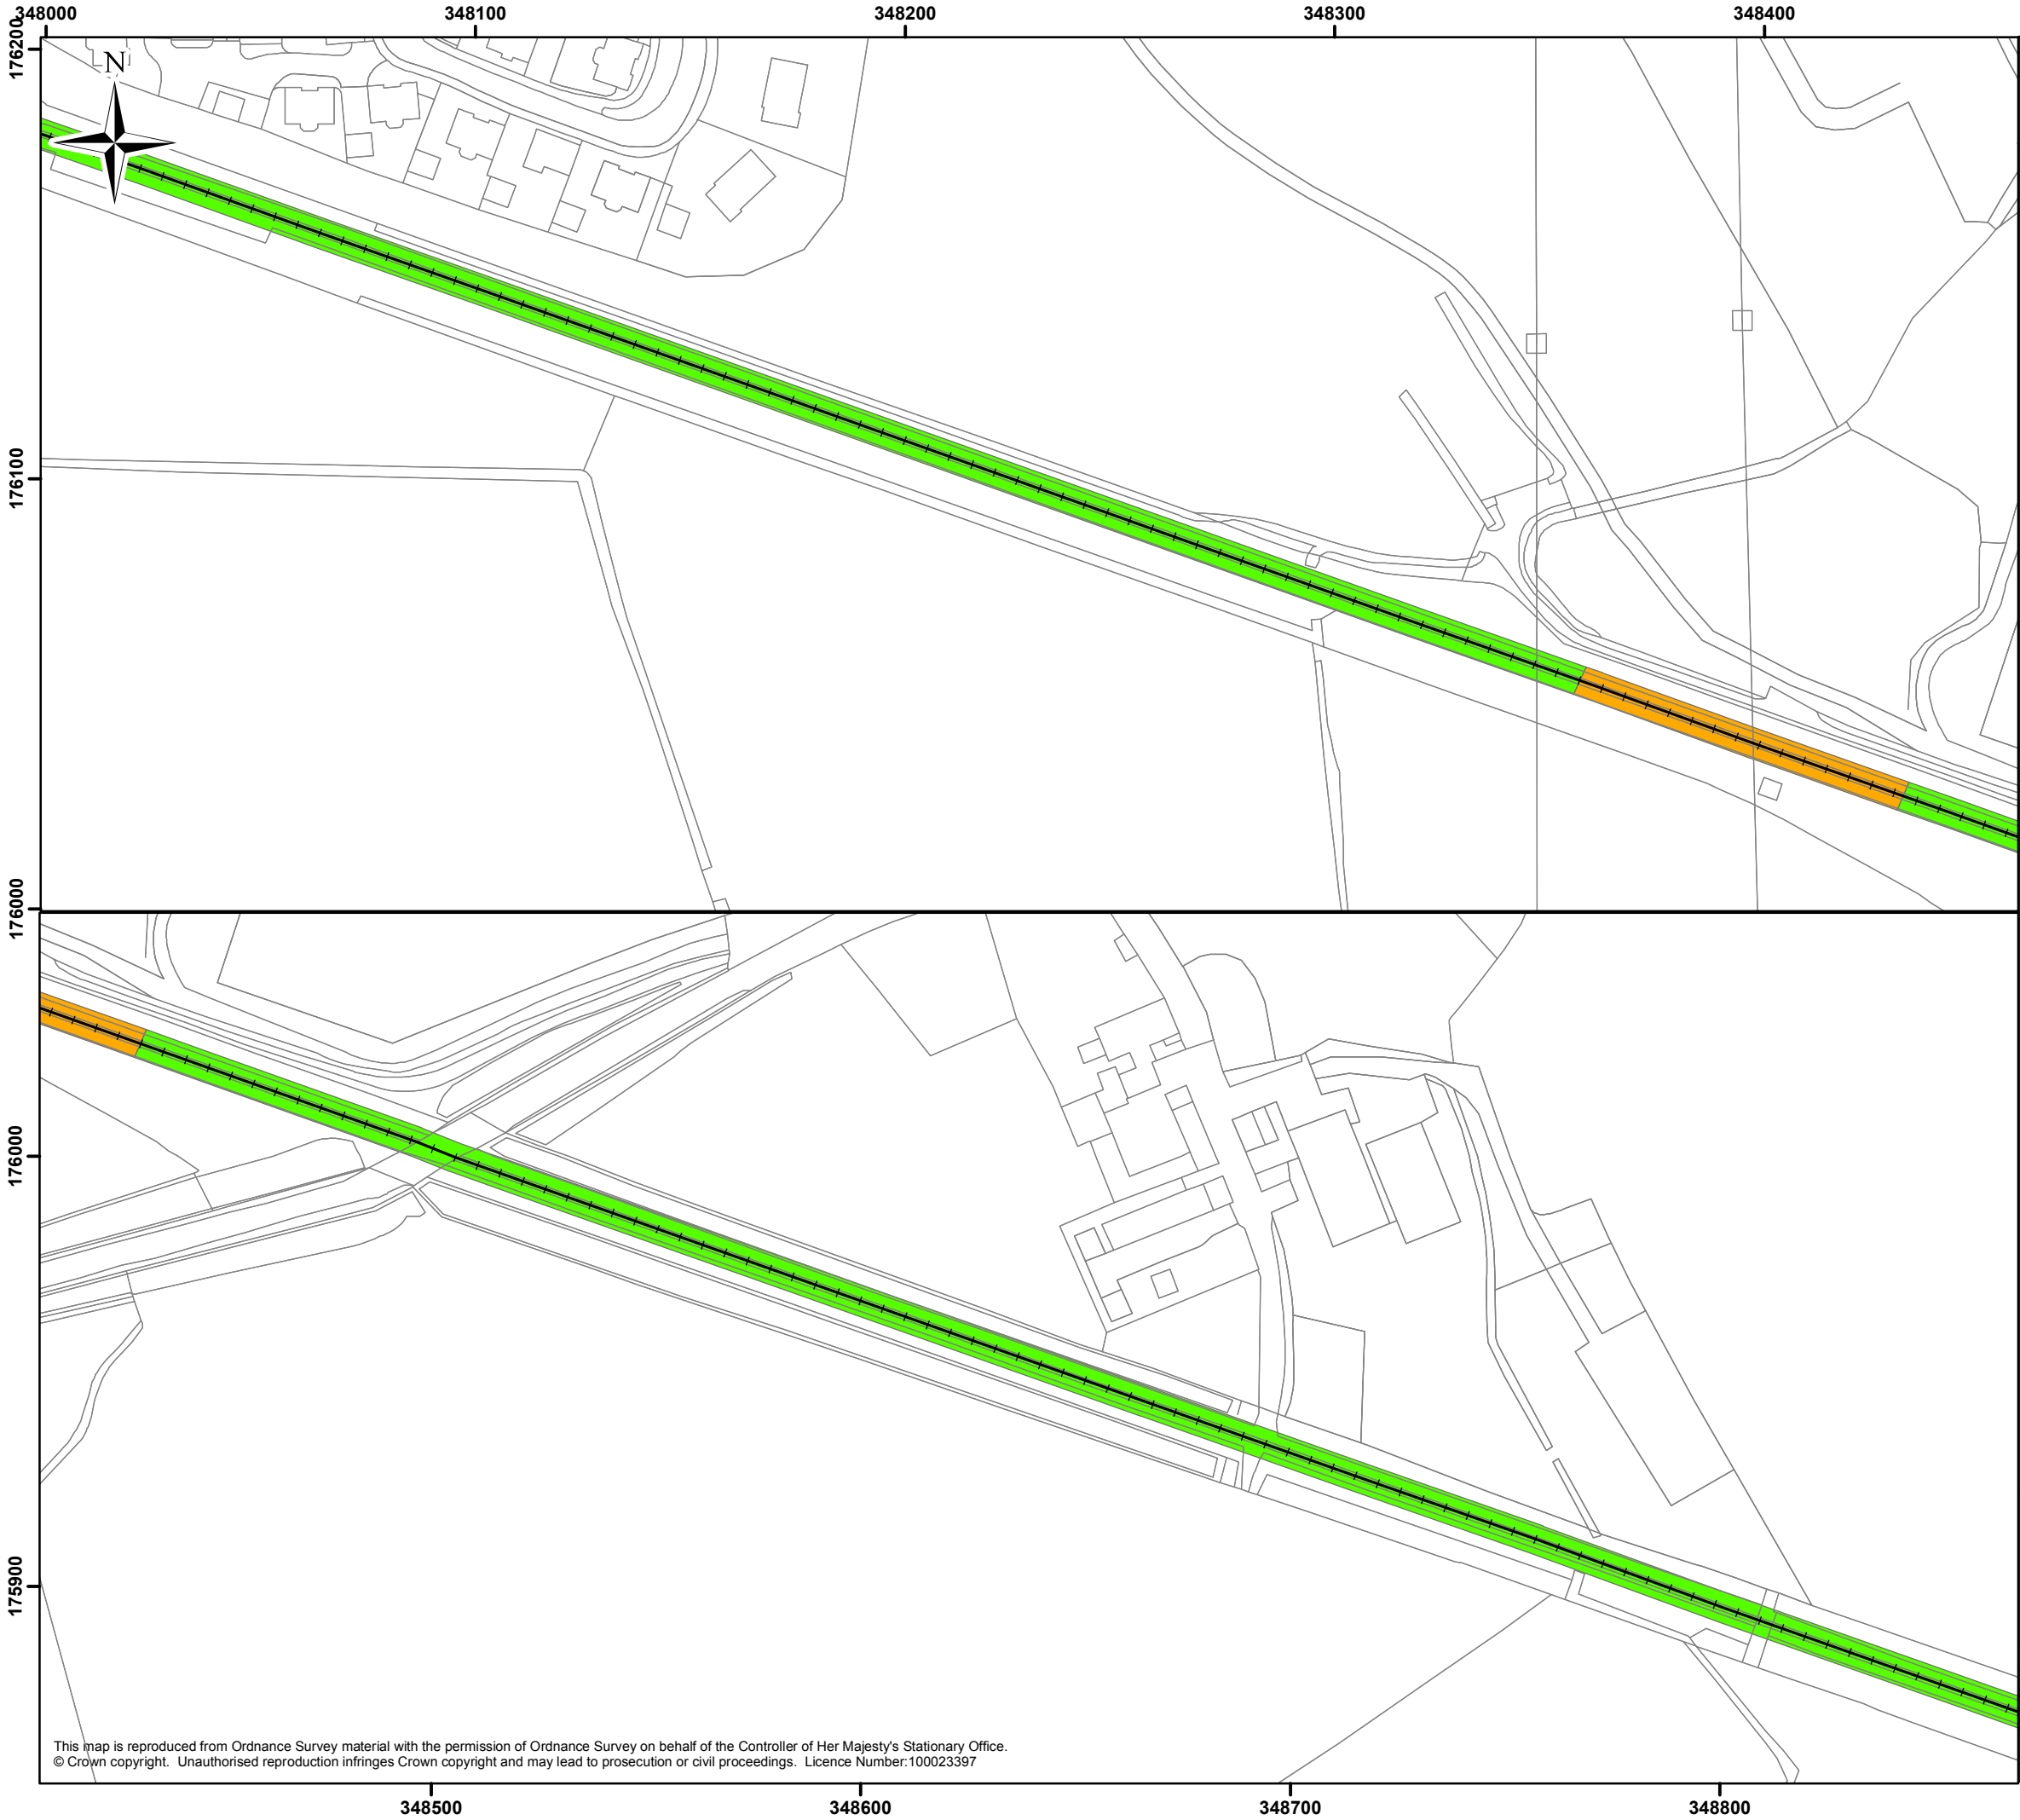 348000 348100 348200 348300 348400
176200
N
176100
176000
176000
175900
This map is reproduced from Ordnance Survey material with the permission of Ordnance Survey on behalf of the Controller of Her Majesty's Stationary Office.
© Crown copyright. Unauthorised reproduction infringes Crown copyright and may lead to prosecution or civil proceedings. Licence Number:100023397
348500 348600 348700 348800